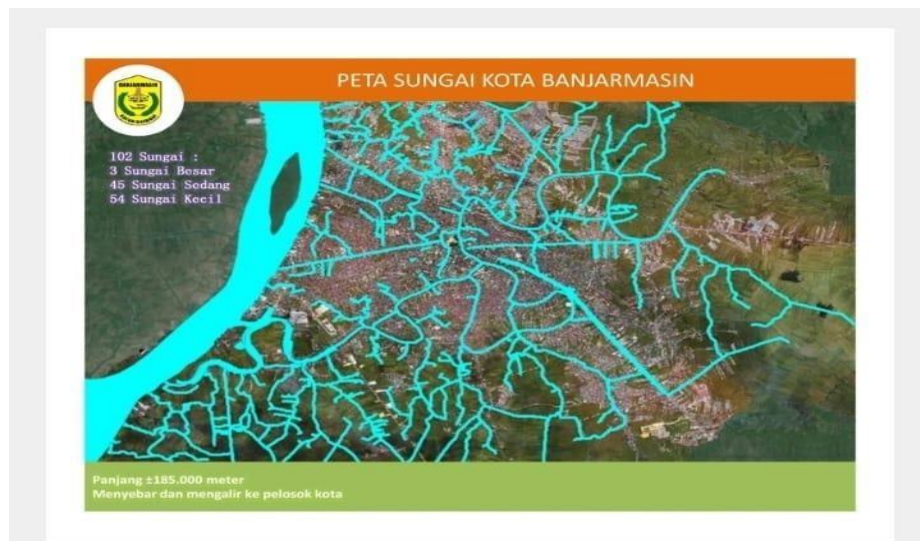 PETA SUNGAI KOTA BANJARMASIN
102 Sungai :
3 Sungai Besar
45 Sungai Sedang
54 Sungai Kecil
Panjang ±185.000 meter
Menyebar dan mengalir ke pelosok kota